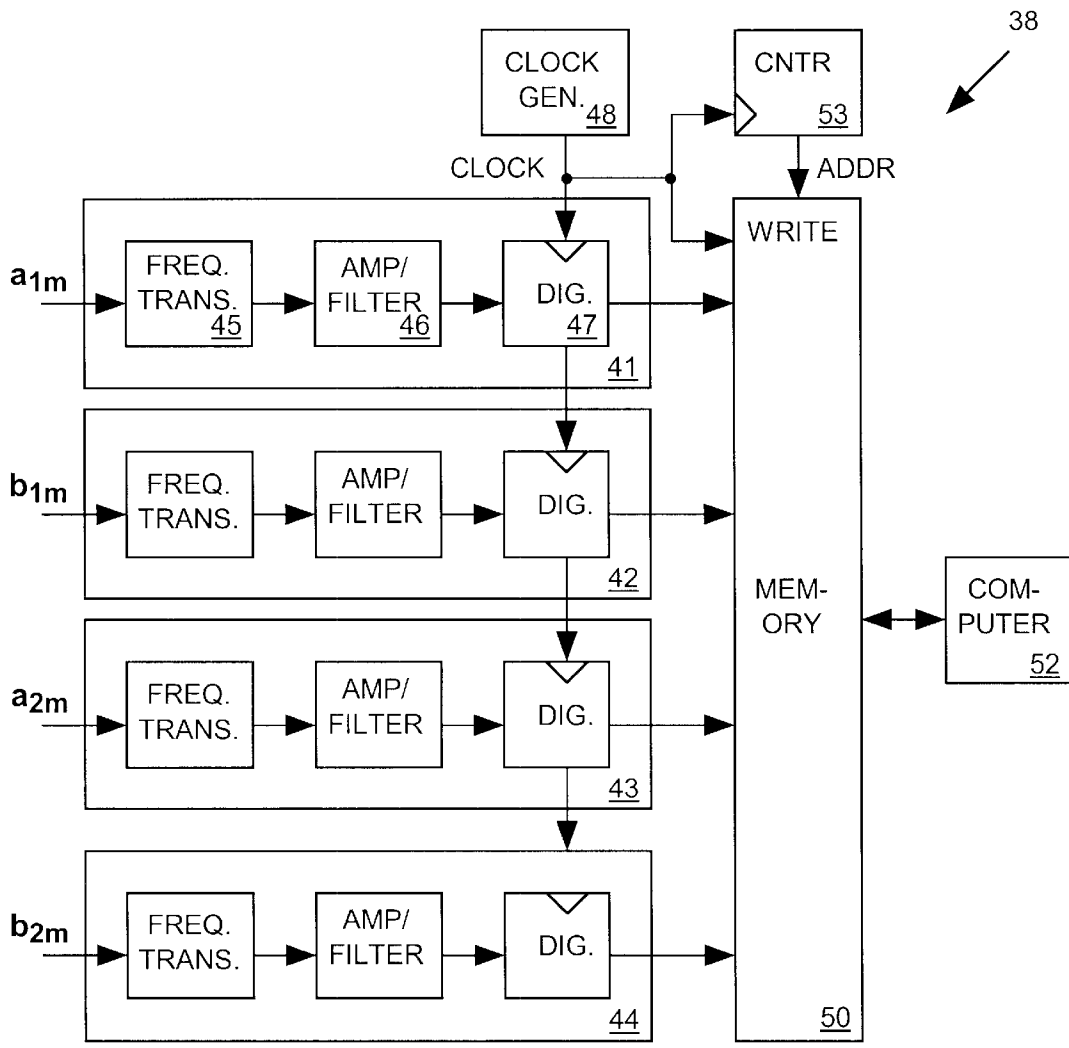 38
CLOCK
GEN.
48
CNTR
53
CLOCK
ADDR
WRITE
a1m
FREQ.
TRANS.
45
AMP/
FILTER
46
DIG.
47
41
b1m
FREQ.
TRANS.
AMP/
FILTER
DIG.
42
MEM-
ORY
COM-
PUTER
52
a2m
FREQ.
TRANS.
AMP/
FILTER
DIG.
43
b2m
FREQ.
TRANS.
AMP/
FILTER
DIG.
44
50